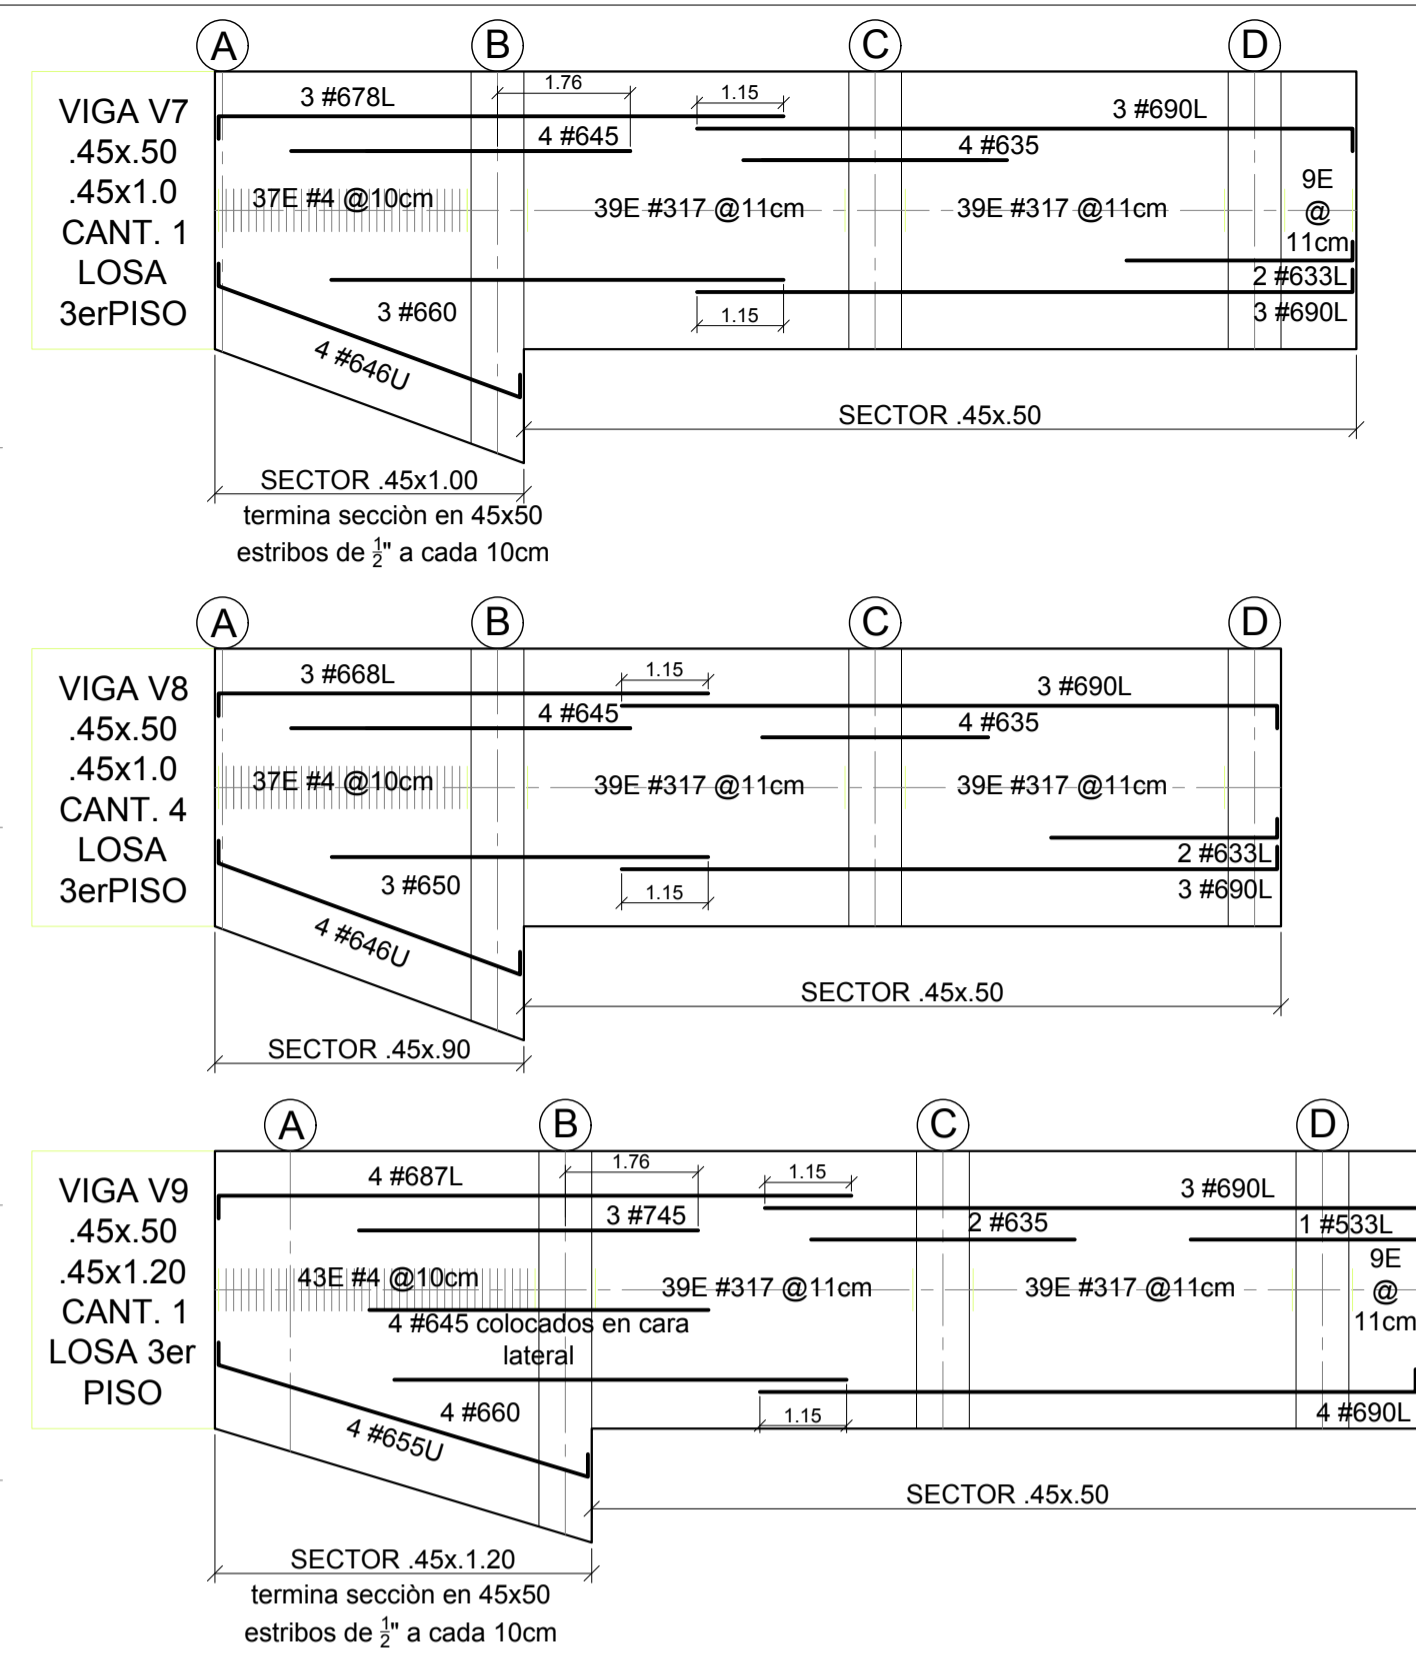 A
B
C
D
VIGA V7
.45x.50
.45x1.0
CANT. 1
LOSA
3erPISO
3 #678L
1.76
1.15
3 #690L
4 #645
4 #635
37E #4 @10cm
39E #317 @11cm
39E #317 @11cm
9E
@
11cm
2 #633L
3 #660
1.15
3 #690L
4 #646U
SECTOR .45x.50
SECTOR .45x1.00
termina secciòn en 45x50
estribos de ½" a cada 10cm
A
B
C
D
VIGA V8
.45x.50
.45x1.0
CANT. 4
LOSA
3erPISO
3 #668L
1.15
3 #690L
4 #645
4 #635
37E #4 @10cm
39E #317 @11cm
39E #317 @11cm
2 #633L
3 #650
1.15
3 #690L
4 #646U
SECTOR .45x.50
SECTOR .45x.90
A
B
C
D
VIGA V9
.45x.50
.45x1.20
CANT. 1
LOSA 3er
PISO
4 #687L
1.76
1.15
3 #690L
3 #745
2 #635
1 #533L
43E #4 @10cm
39E #317 @11cm
39E #317 @11cm
9E
@
11cm
4 #645 colocados en cara
lateral
4 #660
1.15
4 #690L
4 #655U
SECTOR .45x.50
SECTOR .45x.1.20
termina secciòn en 45x50
estribos de ½" a cada 10cm